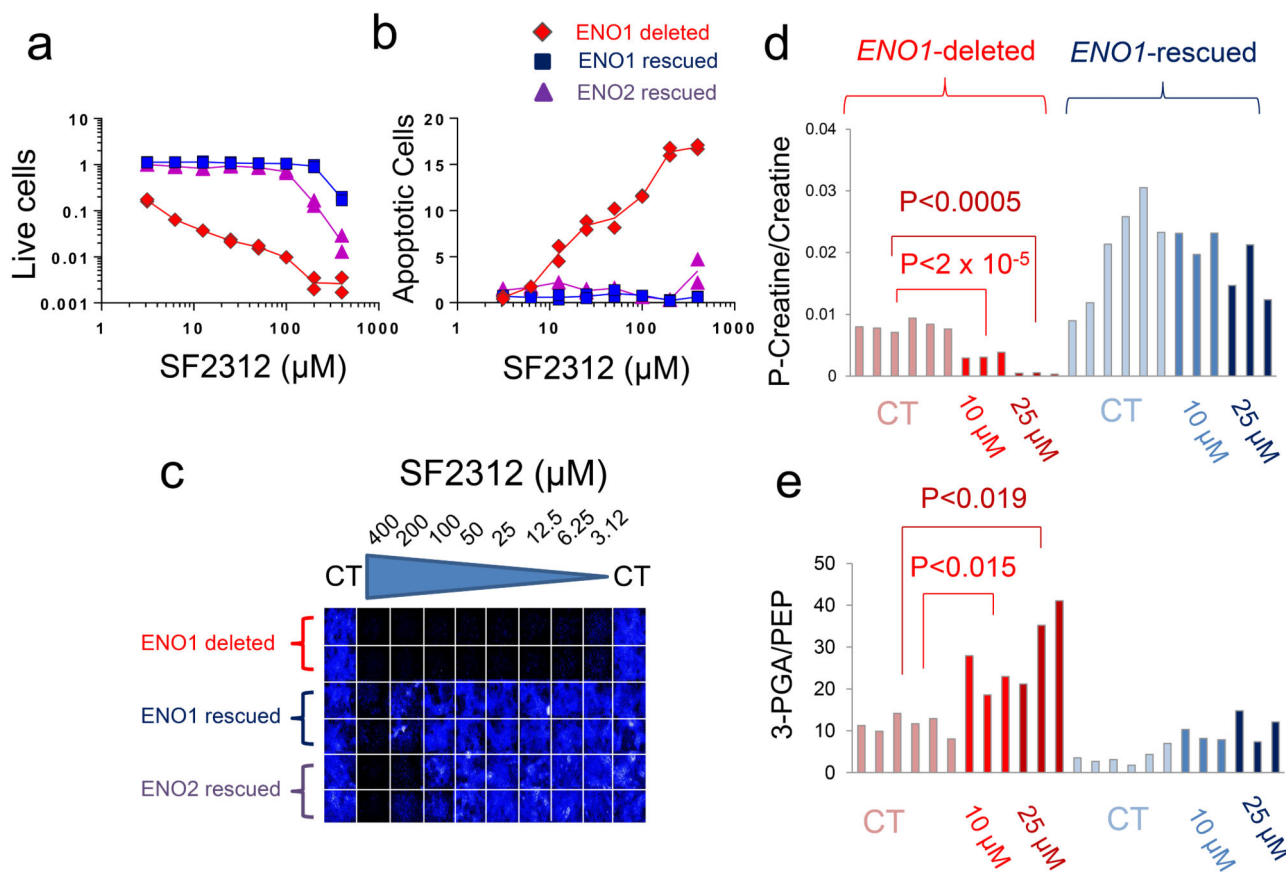 a
Live cells
10
1
0.1
0.01
0.001
1
10
100
1000
SF2312 (µM)
b
ENO1 deleted
ENO1 rescued
ENO2 rescued
Apoptotic Cells
20
15
10
5
0
1
10
100
1000
SF2312 (µM)
c
SF2312 (µM)
400
200
100
50
25
12.5
6.25
3.12
CT
CT
ENO1 deleted
ENO1 rescued
ENO2 rescued
d
ENO1-deleted
ENO1-rescued
P-Creatine/Creatine
0.04
0.03
0.02
0.01
0
P<0.0005
P<2 x 10⁻⁵
CT
10 µM
25 µM
CT
10 µM
25 µM
e
3-PGA/PEP
50
40
30
20
10
0
P<0.019
P<0.015
CT
10 µM
25 µM
CT
10 µM
25 µM